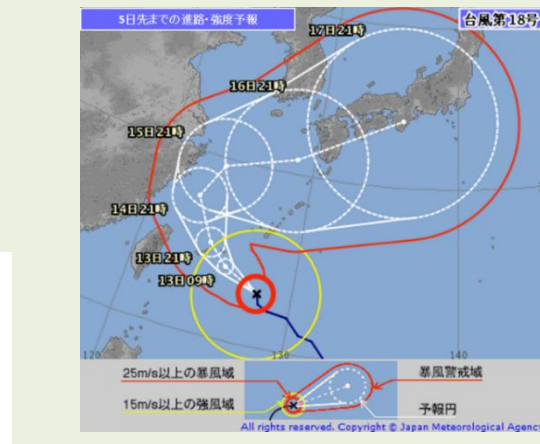 5日先までの進路・強度予報
台風第18号
17日21時
16日21時
15日21時
14日21時
13日21時
13日09時
120
130
140
25m/s以上の暴風域
暴風警戒域
15m/s以上の強風域
予報円
All rights reserved. Copyright © Japan Meteorological Agency